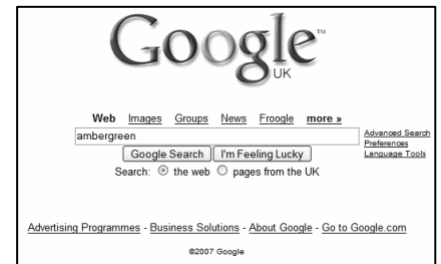 Google™
UK
Web Images Groups News Froogle more »
ambergreen
Advanced Search
Preferences
Language Tools
Google Search I'm Feeling Lucky
Search: the web pages from the UK
Advertising Programmes - Business Solutions - About Google - Go to Google.com
©2007 Google